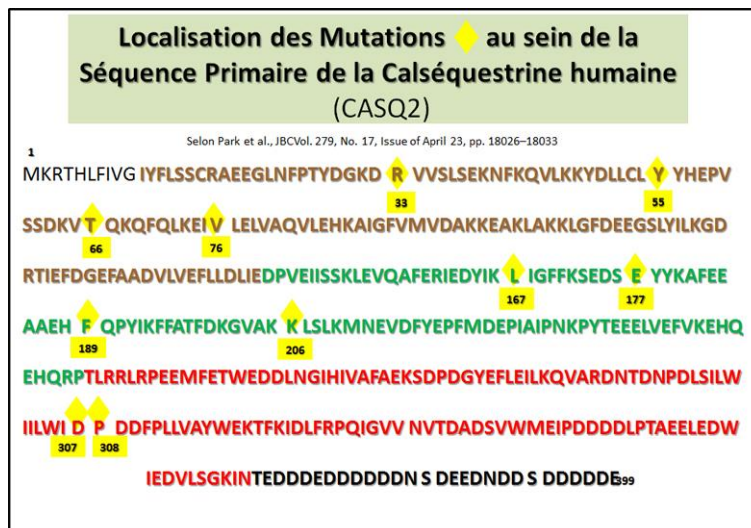 Localisation des Mutations au sein de la
Séquence Primaire de la Calséquestrine humaine
(CASQ2)
Selon Park et al., JBCVol. 279, No. 17, Issue of April 23, pp. 18026–18033
1
MKRTHLFIVG IYFLSSCRAEEGLNFPTYDGKD R VVSLSEKNFKQVLKKYDLLCL Y YHEPV
33 55
SSDKVT QKQFQLKEIV LELVAQVLEHKAIGFVMVDAKKEAKLAKKLGFDEEGSLYILKGD
66 76
RTIEFDGEFAADVLVEFLLDLIEDPVEIISSKLEVQAFERIEDYIK L IGFFKSEDS E YYKAFEE
167 177
AAEH F QPYIKFFATFDKGVAK K LSLKMNEVDFYEPFMDEPIAIPNKPYTEEELVEFVKEHQ
189 206
EHQRPTLRRLRPEEMFETWEDDLNGIHIVAFAEKSDPDGYEFLEILKQVARDNTDNPDLSILW
IILWI D P DDFPLLVAYWEKTFKIDLFRPQIGVV NVTDADSVWMEIPDDDDLPTAEELEDW
307 308
IEDVLSGKINTEDDDEDDDDDDN S DEEDNDD S DDDDDE399